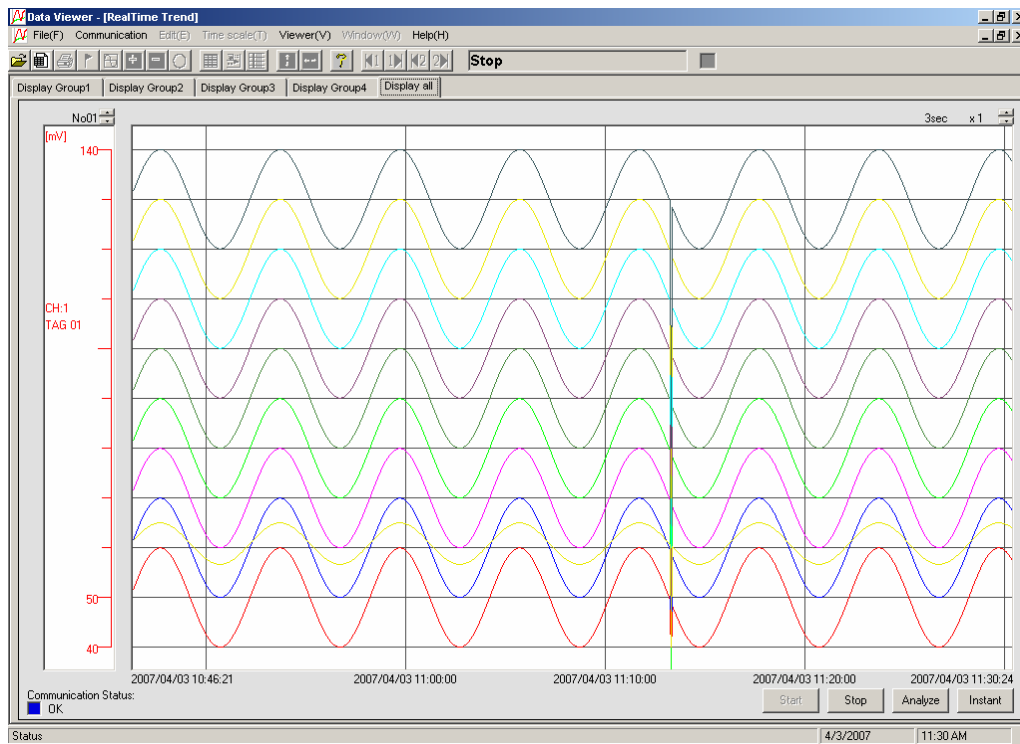 Data Viewer - [RealTime Trend]
File(F) Communication Edit(E) Time scale(T) Viewer(V) Window(W) Help(H)
Stop
Display Group1 Display Group2 Display Group3 Display Group4 Display all
No01 3sec x 1
[mV]
140
CH:1
TAG 01
50
40
2007/04/03 10:46:21 2007/04/03 11:00:00 2007/04/03 11:10:00 2007/04/03 11:20:00 2007/04/03 11:30:24
Communication Status:
OK Start Stop Analyze Instant
Status 4/3/2007 11:30 AM